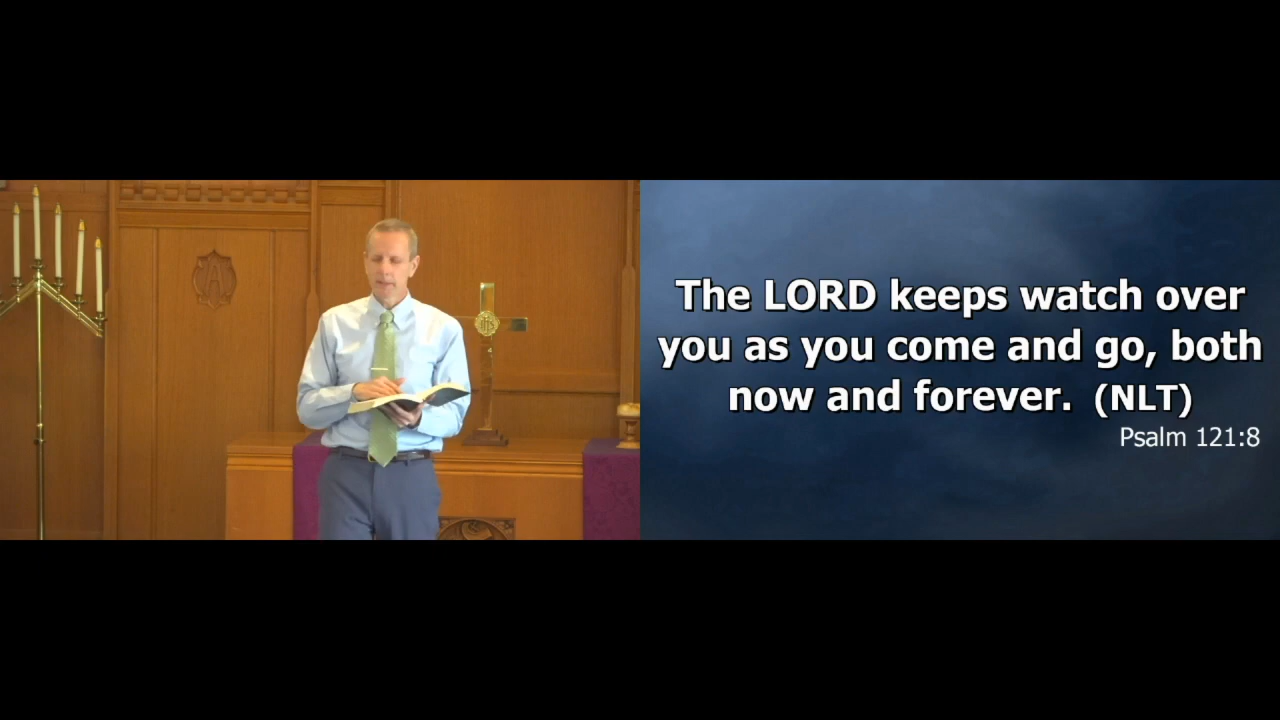 The LORD keeps watch over
you as you come and go, both
now and forever. (NLT)
Psalm 121:8